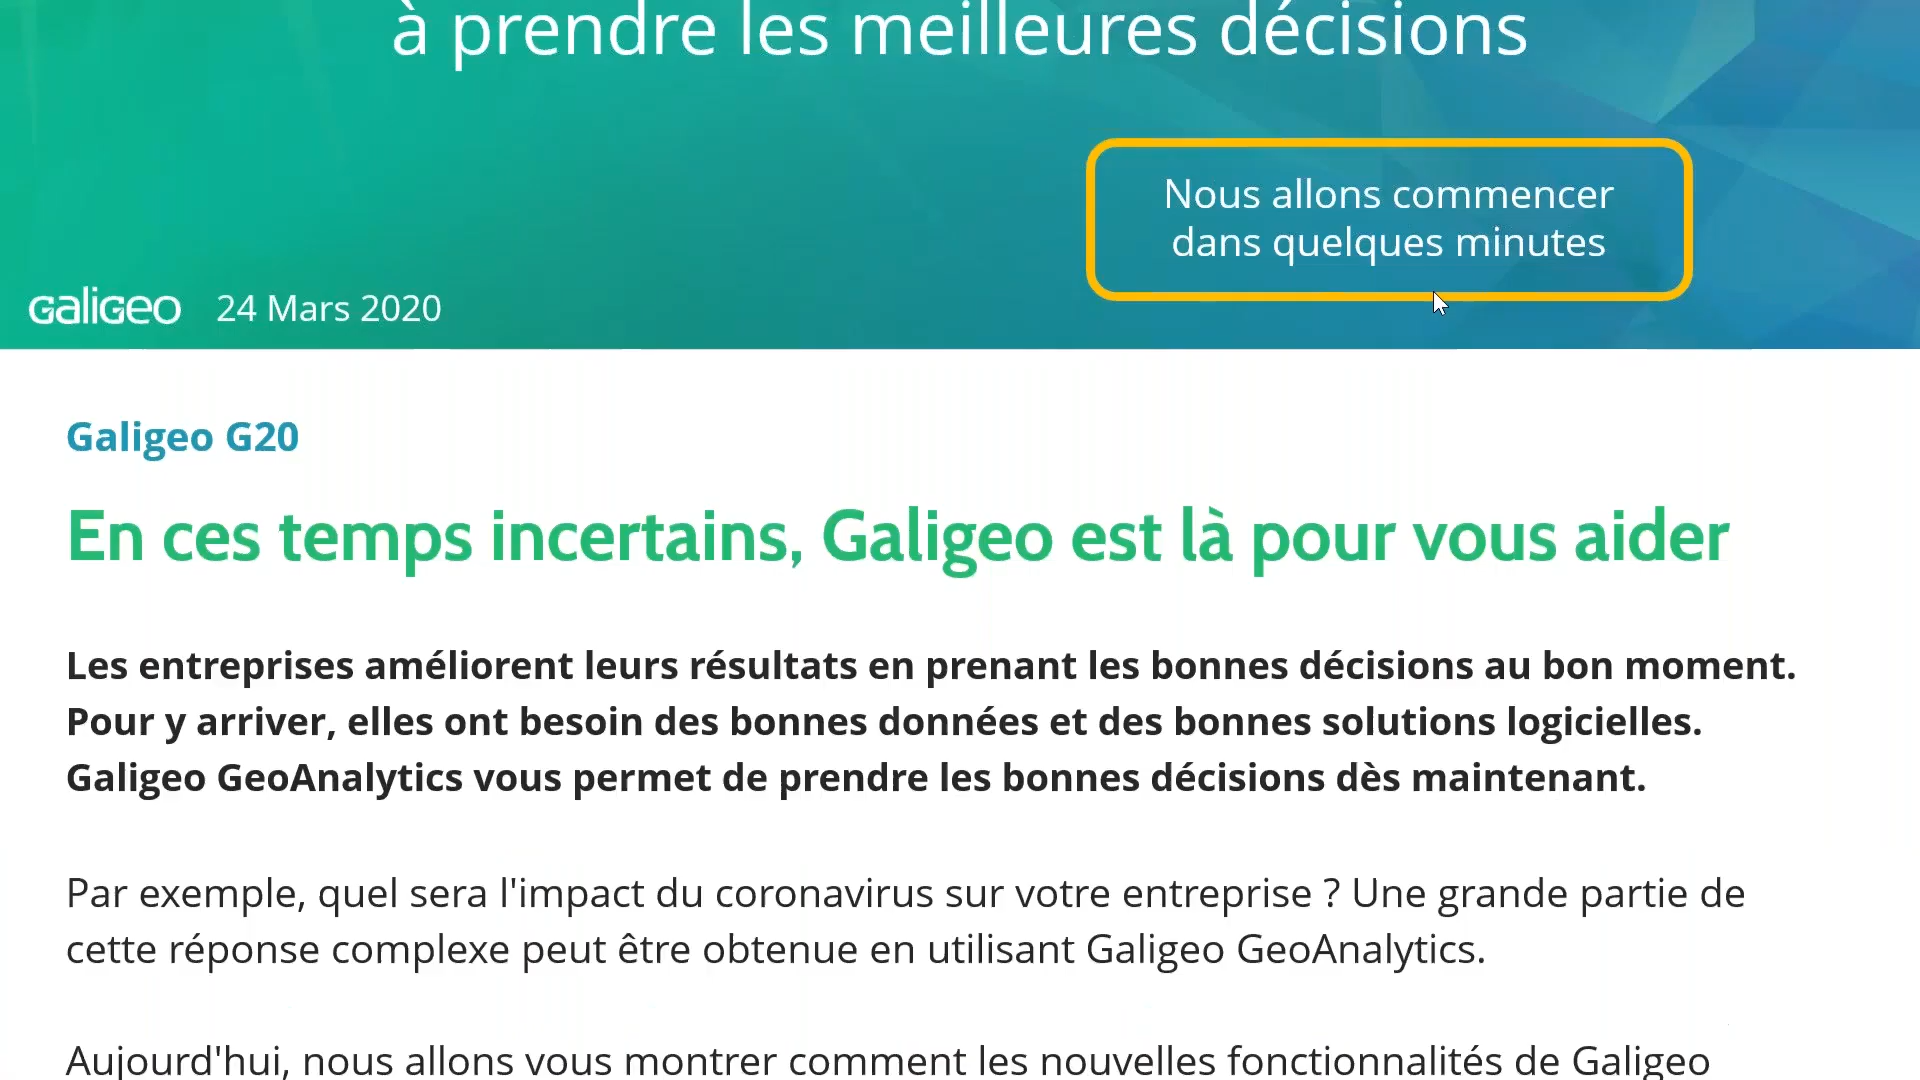 à prendre les meilleures décisions
Nous allons commencer
dans quelques minutes
galigeo 24 Mars 2020
Galigeo G20
En ces temps incertains, Galigeo est là pour vous aider
Les entreprises améliorent leurs résultats en prenant les bonnes décisions au bon moment.
Pour y arriver, elles ont besoin des bonnes données et des bonnes solutions logicielles.
Galigeo GeoAnalytics vous permet de prendre les bonnes décisions dès maintenant.
Par exemple, quel sera l'impact du coronavirus sur votre entreprise ? Une grande partie de
cette réponse complexe peut être obtenue en utilisant Galigeo GeoAnalytics.
Aujourd'hui, nous allons vous montrer comment les nouvelles fonctionnalités de Galigeo